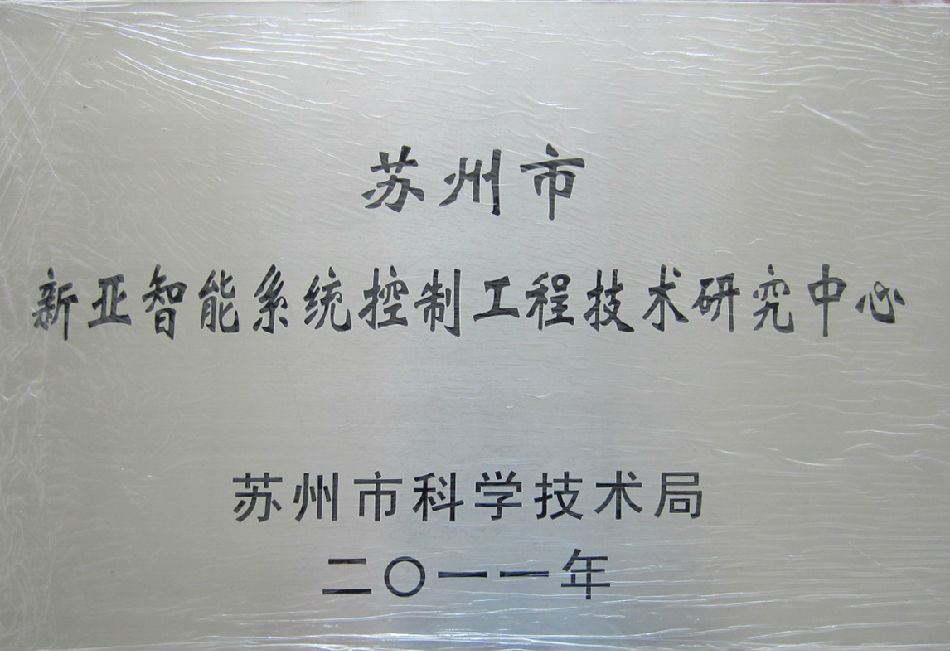 苏州市
新亚智能系统控制工程技术研究中心
苏州市科学技术局
二〇一一年